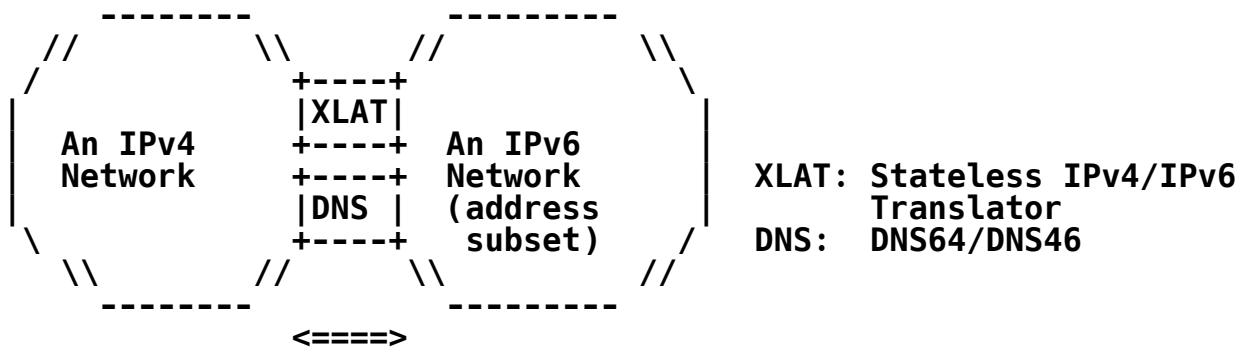 --------          ---------
  //        \\      //         \\
 /             +----+            \
|              |XLAT|             |
|  An IPv4     +----+  An IPv6    |
|  Network     +----+  Network    |  XLAT: Stateless IPv4/IPv6
|              |DNS |  (address   |        Translator
 \             +----+   subset)  /   DNS:  DNS64/DNS46
   \\       //      \\         //
     --------         ---------
               <====>